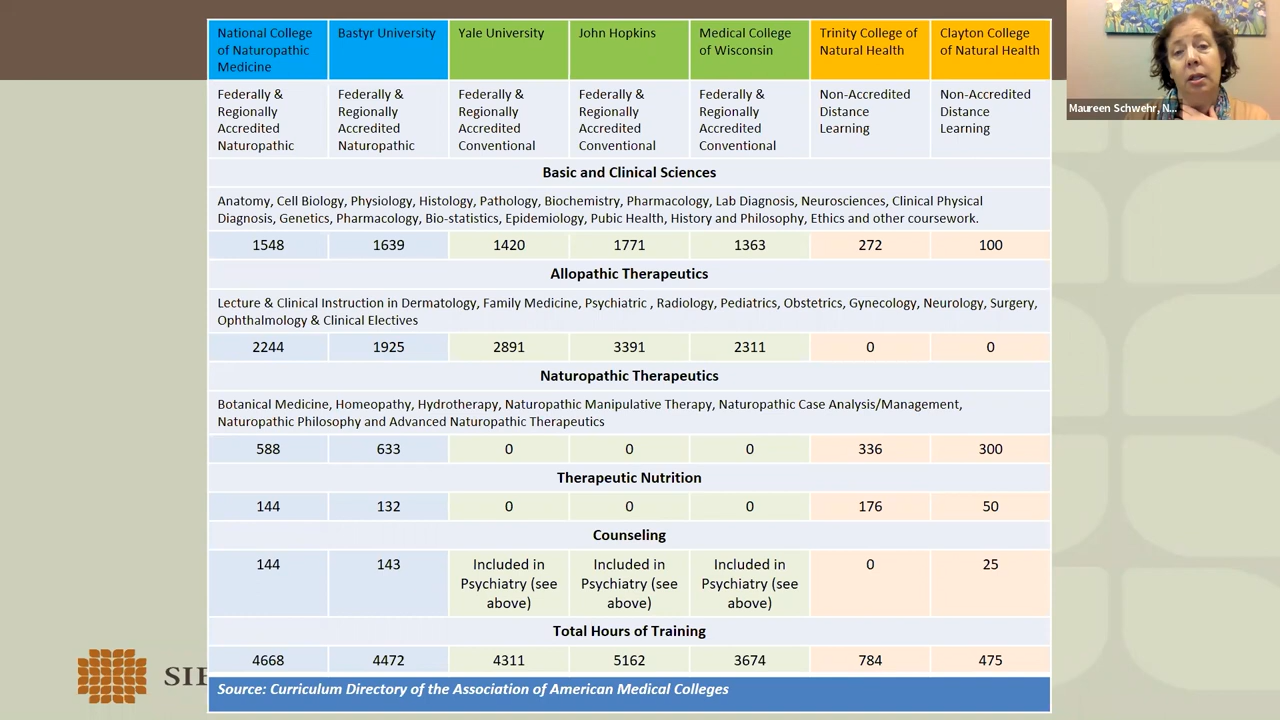 National College of Naturopathic Medicine
Bastyr University
Yale University
John Hopkins
Medical College of Wisconsin
Trinity College of Natural Health
Clayton College of Natural Health
Federally & Regionally Accredited Naturopathic
Federally & Regionally Accredited Naturopathic
Federally & Regionally Accredited Conventional
Federally & Regionally Accredited Conventional
Federally & Regionally Accredited Conventional
Non-Accredited Distance Learning
Non-Accredited Distance Learning
Basic and Clinical Sciences
Anatomy, Cell Biology, Physiology, Histology, Pathology, Biochemistry, Pharmacology, Lab Diagnosis, Neurosciences, Clinical Physical
Diagnosis, Genetics, Pharmacology, Bio-statistics, Epidemiology, Pubic Health, History and Philosophy, Ethics and other coursework.
1548 1639 1420 1771 1363 272 100
Allopathic Therapeutics
Lecture & Clinical Instruction in Dermatology, Family Medicine, Psychiatric , Radiology, Pediatrics, Obstetrics, Gynecology, Neurology, Surgery,
Ophthalmology & Clinical Electives
2244 1925 2891 3391 2311 0 0
Naturopathic Therapeutics
Botanical Medicine, Homeopathy, Hydrotherapy, Naturopathic Manipulative Therapy, Naturopathic Case Analysis/Management,
Naturopathic Philosophy and Advanced Naturopathic Therapeutics
588 633 0 0 0 336 300
Therapeutic Nutrition
144 132 0 0 0 176 50
Counseling
144 143 Included in Psychiatry (see above) Included in Psychiatry (see above) Included in Psychiatry (see above) 0 25
Total Hours of Training
4668 4472 4311 5162 3674 784 475
Source: Curriculum Directory of the Association of American Medical Colleges
Maureen Schwehr, N...